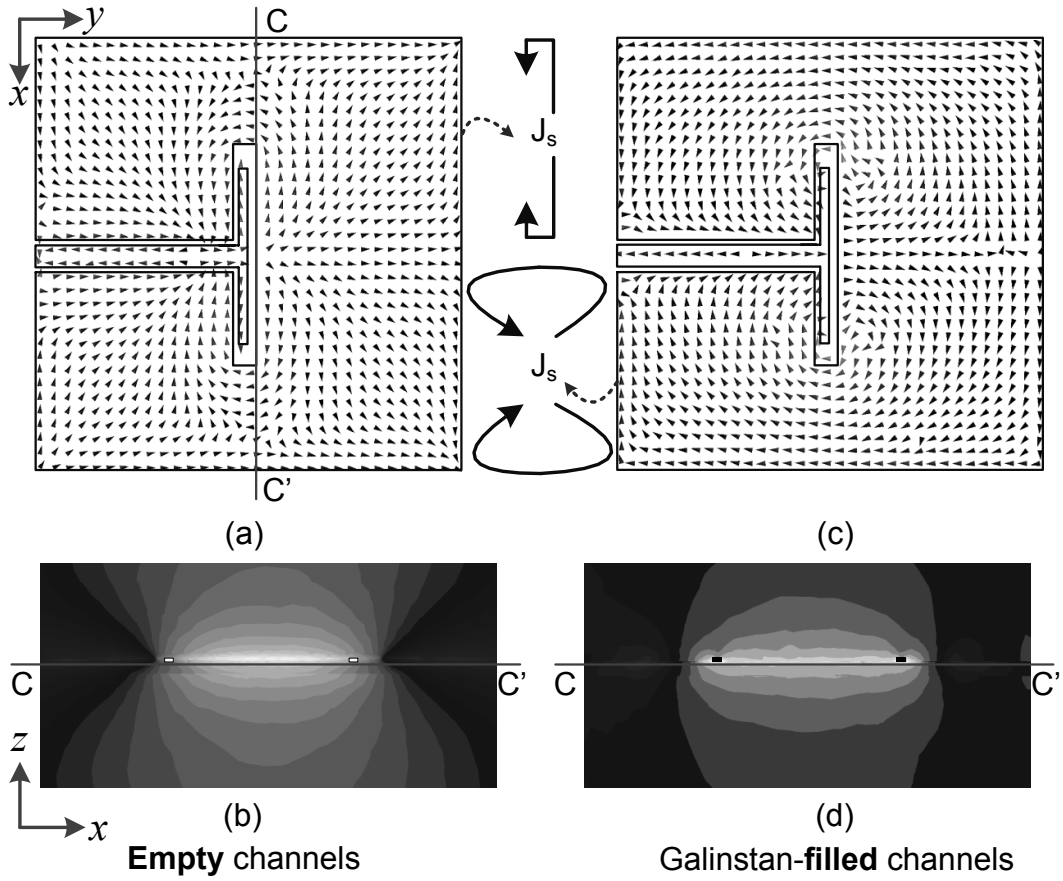 C
y
x
J_s
J_s
C'
(a)
(c)
C
C'
C
C'
z
x
(b)
(d)
Empty channels
Galinstan-filled channels